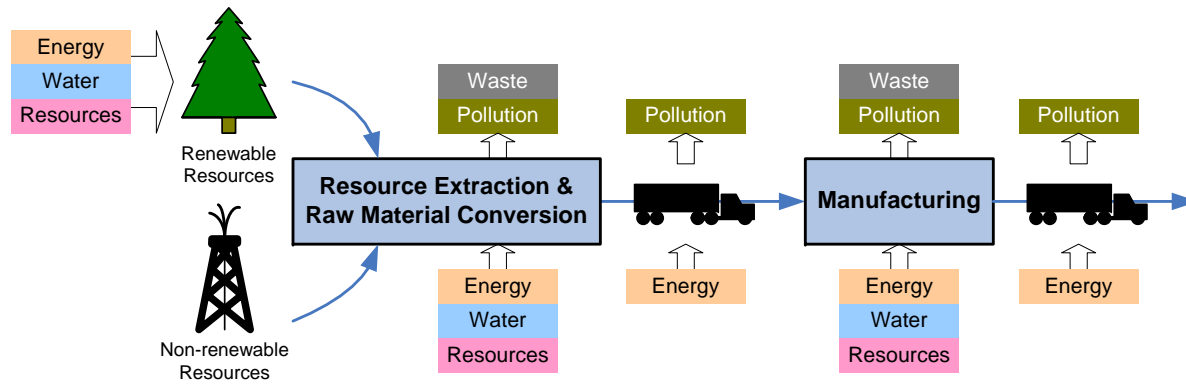 Energy
Water
Resources
Renewable
Resources
Non-renewable
Resources
Waste
Pollution
Resource Extraction &
Raw Material Conversion
Energy
Water
Resources
Pollution
Energy
Waste
Pollution
Manufacturing
Energy
Water
Resources
Pollution
Energy